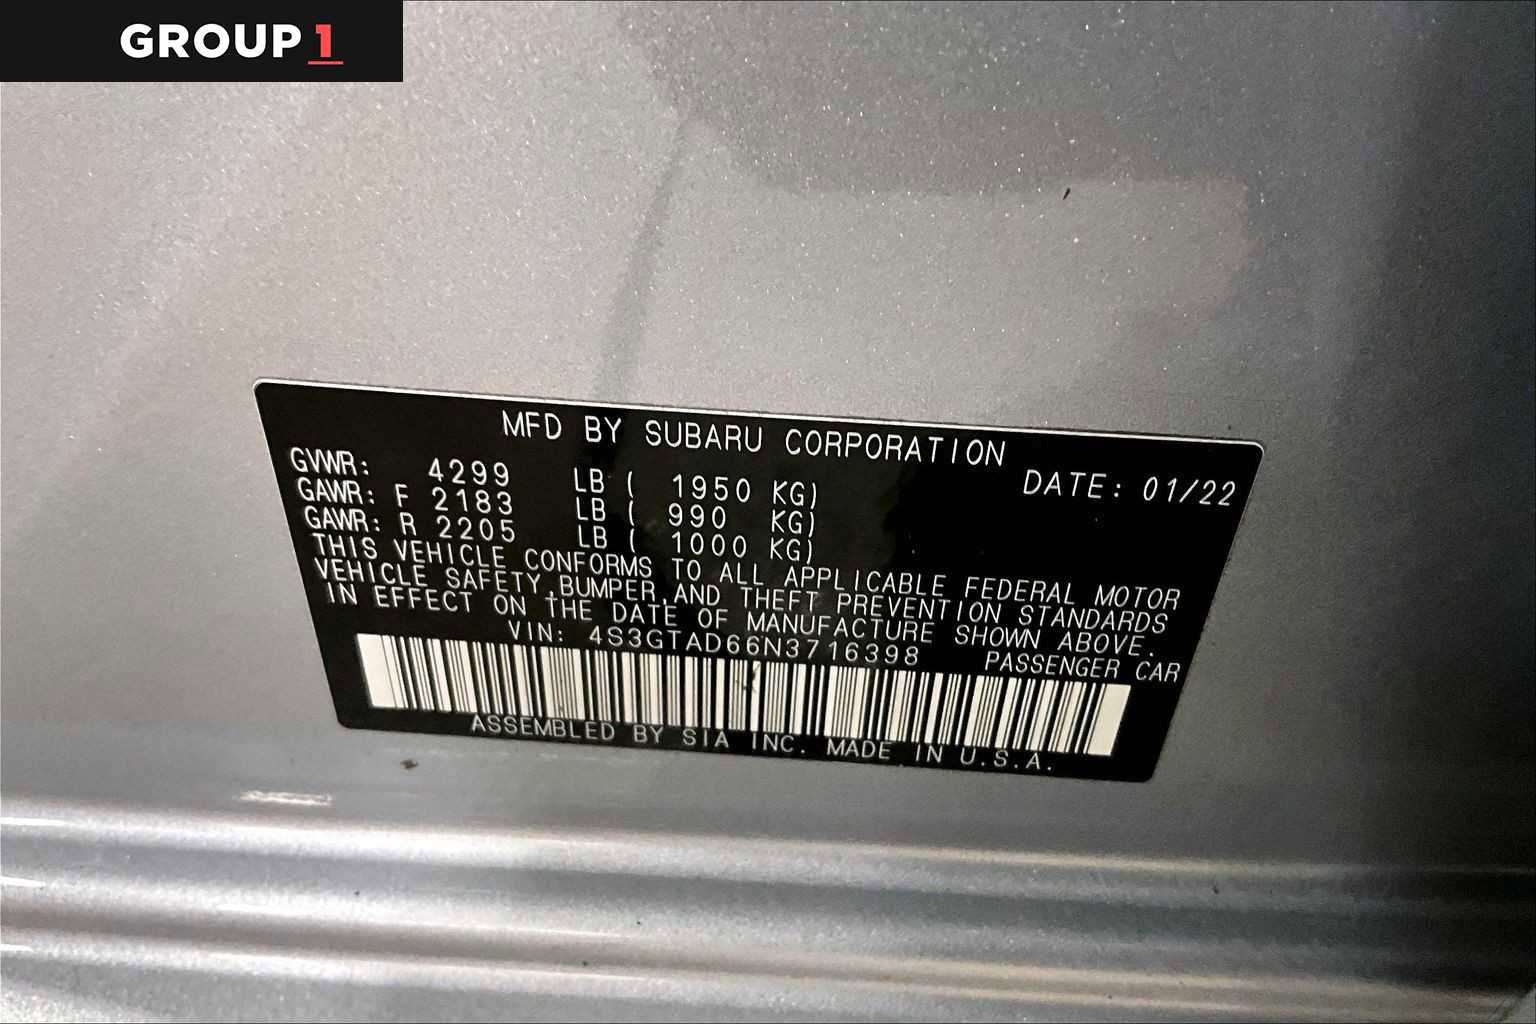 GROUP 1
MFD BY SUBARU CORPORATION
GVWR: 4299 LB ( 1950 KG) DATE: 01/22
GAWR: F 2183 LB ( 990 KG)
GAWR: R 2205 LB ( 1000 KG)
THIS VEHICLE CONFORMS TO ALL APPLICABLE FEDERAL MOTOR
VEHICLE SAFETY,BUMPER,AND THEFT PREVENTION STANDARDS
IN EFFECT ON THE DATE OF MANUFACTURE SHOWN ABOVE.
VIN: 4S3GTAD66N3716398 PASSENGER CAR
ASSEMBLED BY SIA INC. MADE IN U.S.A.